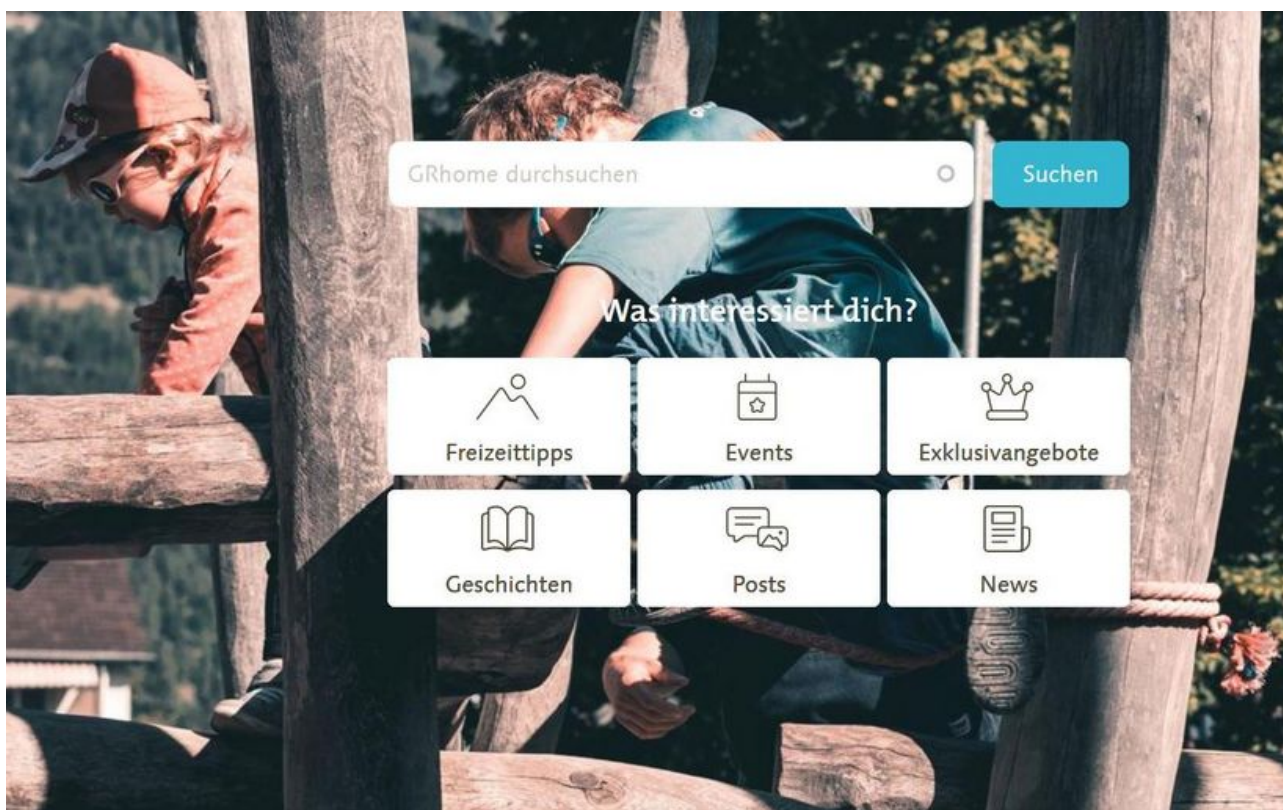 GRhome durchsuchen
Suchen
Was interessiert dich?
Freizeittipps
Events
Exklusivangebote
Geschichten
Posts
News